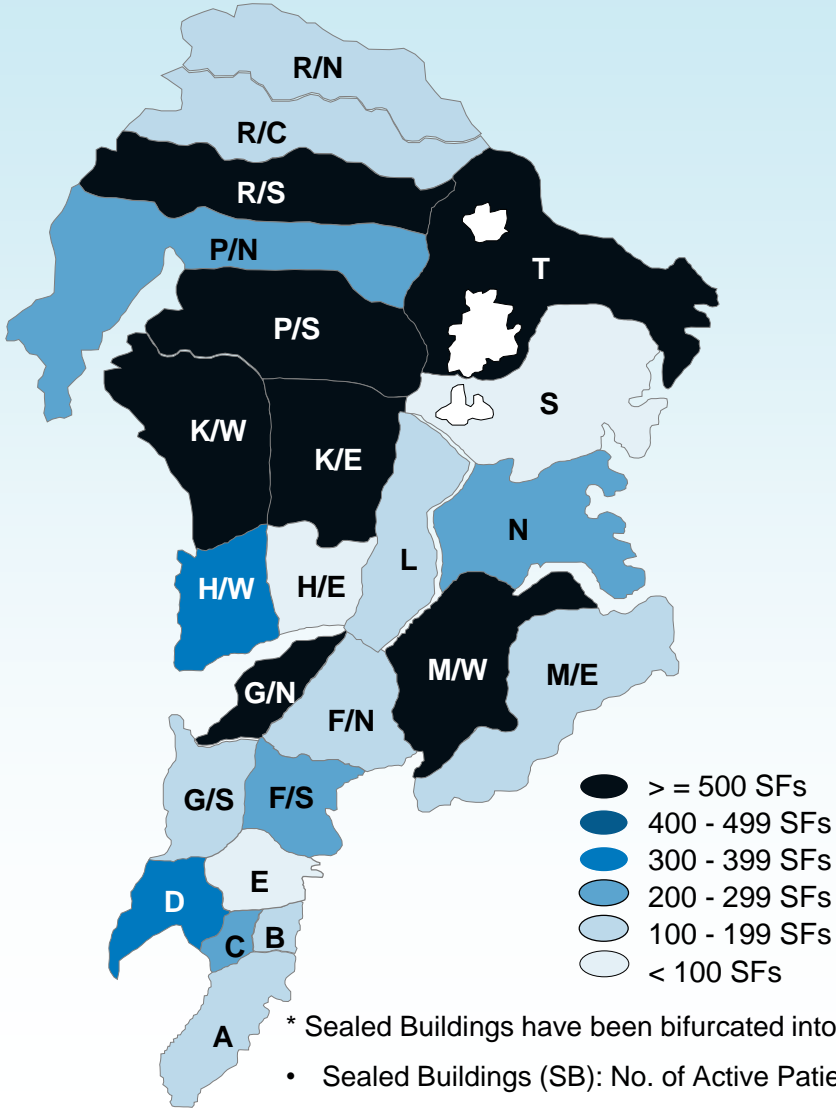 R/N
R/C
R/S
P/N
T
P/S
S
K/W
K/E
N
L
H/W
H/E
M/W
M/E
G/N
F/N
G/S
F/S
E
D
C
B
A
> = 500 SFs
400 - 499 SFs
300 - 399 SFs
200 - 299 SFs
100 - 199 SFs
< 100 SFs
* Sealed Buildings have been bifurcated into
• Sealed Buildings (SB): No. of Active Patie